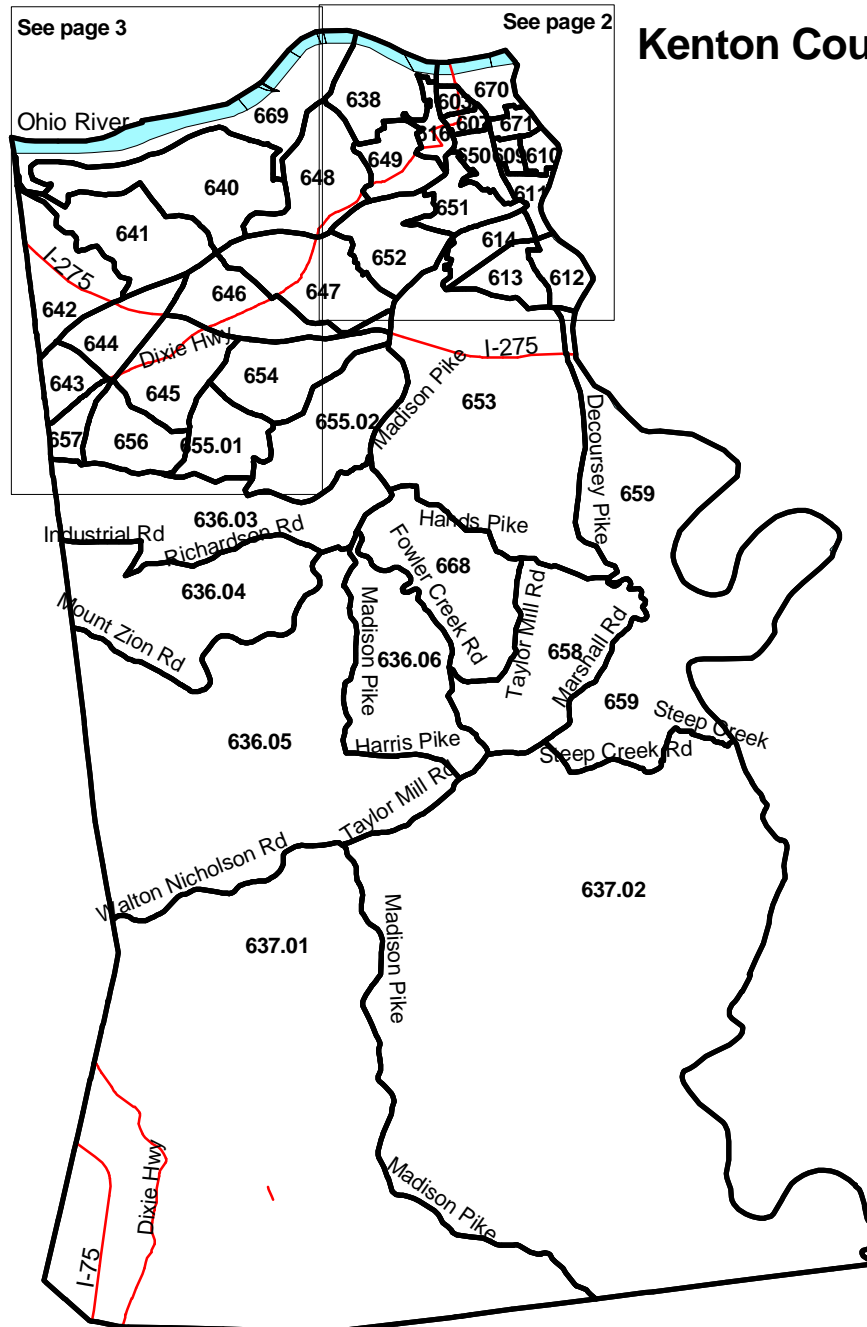 See page 3
See page 2
Kenton Cou
Ohio River
669
638
603
670
607
671
616
649
650
609
610
640
648
611
641
651
614
652
613
612
I-275
642
646
647
644
Dixie Hwy
I-275
643
645
654
Madison Pike
653
655.02
Decoursey Pike
657
656
655.01
659
636.03
Industrial Rd
Richardson Rd
Hands Pike
636.04
668
Fowler Creek Rd
Taylor Mill Rd
Mount Zion Rd
Madison Pike
636.06
658
Marshall Rd
659
636.05
Harris Pike
Steep Creek
Steep Creek Rd
Taylor Mill Rd
Walton Nicholson Rd
637.02
637.01
Madison Pike
Dixie Hwy
Madison Pike
I-75